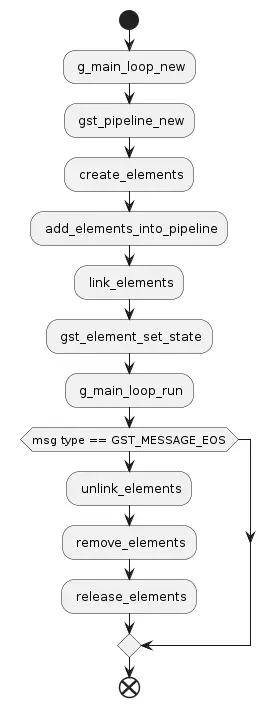 g_main_loop_new
gst_pipeline_new
create_elements
add_elements_into_pipeline
link_elements
gst_element_set_state
g_main_loop_run
msg type == GST_MESSAGE_EOS
unlink_elements
remove_elements
release_elements